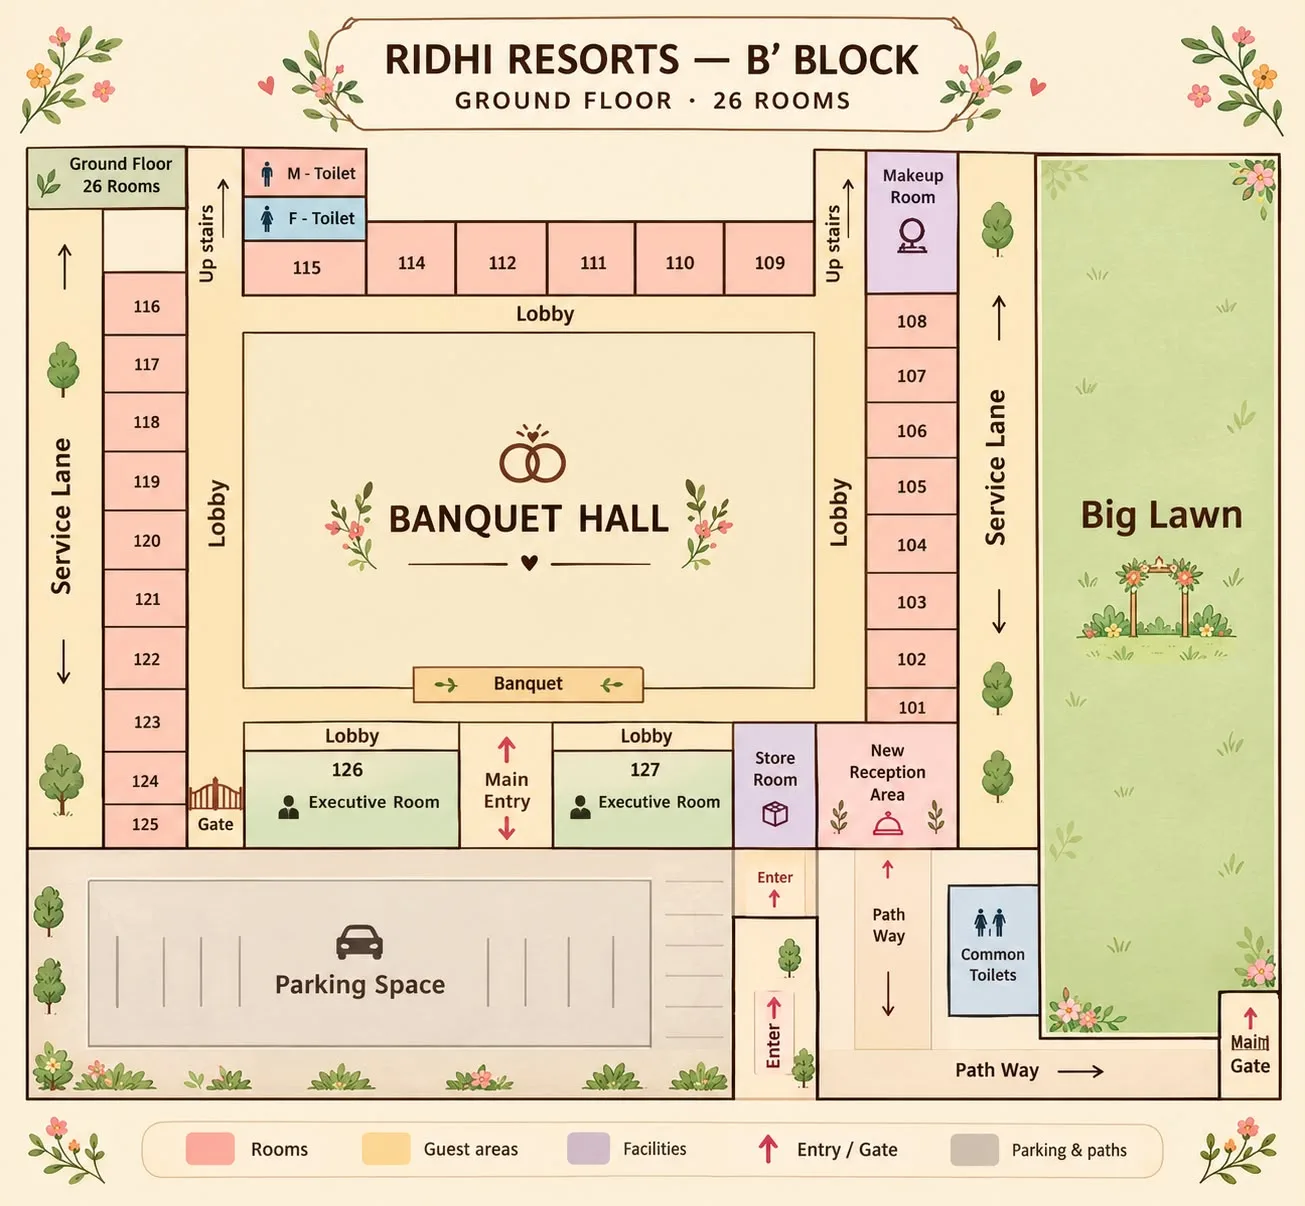 RIDHI RESORTS — B’ BLOCK
GROUND FLOOR · 26 ROOMS
Ground Floor
26 Rooms
Up stairs
M - Toilet
F - Toilet
115
114
112
111
110
109
Up stairs
Makeup
Room
Lobby
116
117
118
119
120
121
122
123
124
125
Service Lane
Lobby
BANQUET HALL
Banquet
Lobby
108
107
106
105
104
103
102
101
Service Lane
Big Lawn
Gate
Lobby
126
Executive Room
Main
Entry
Lobby
127
Executive Room
Store
Room
New
Reception
Area
Parking Space
Enter
Enter
Path
Way
Common
Toilets
Path Way
Main
Gate
Rooms
Guest areas
Facilities
Entry / Gate
Parking & paths